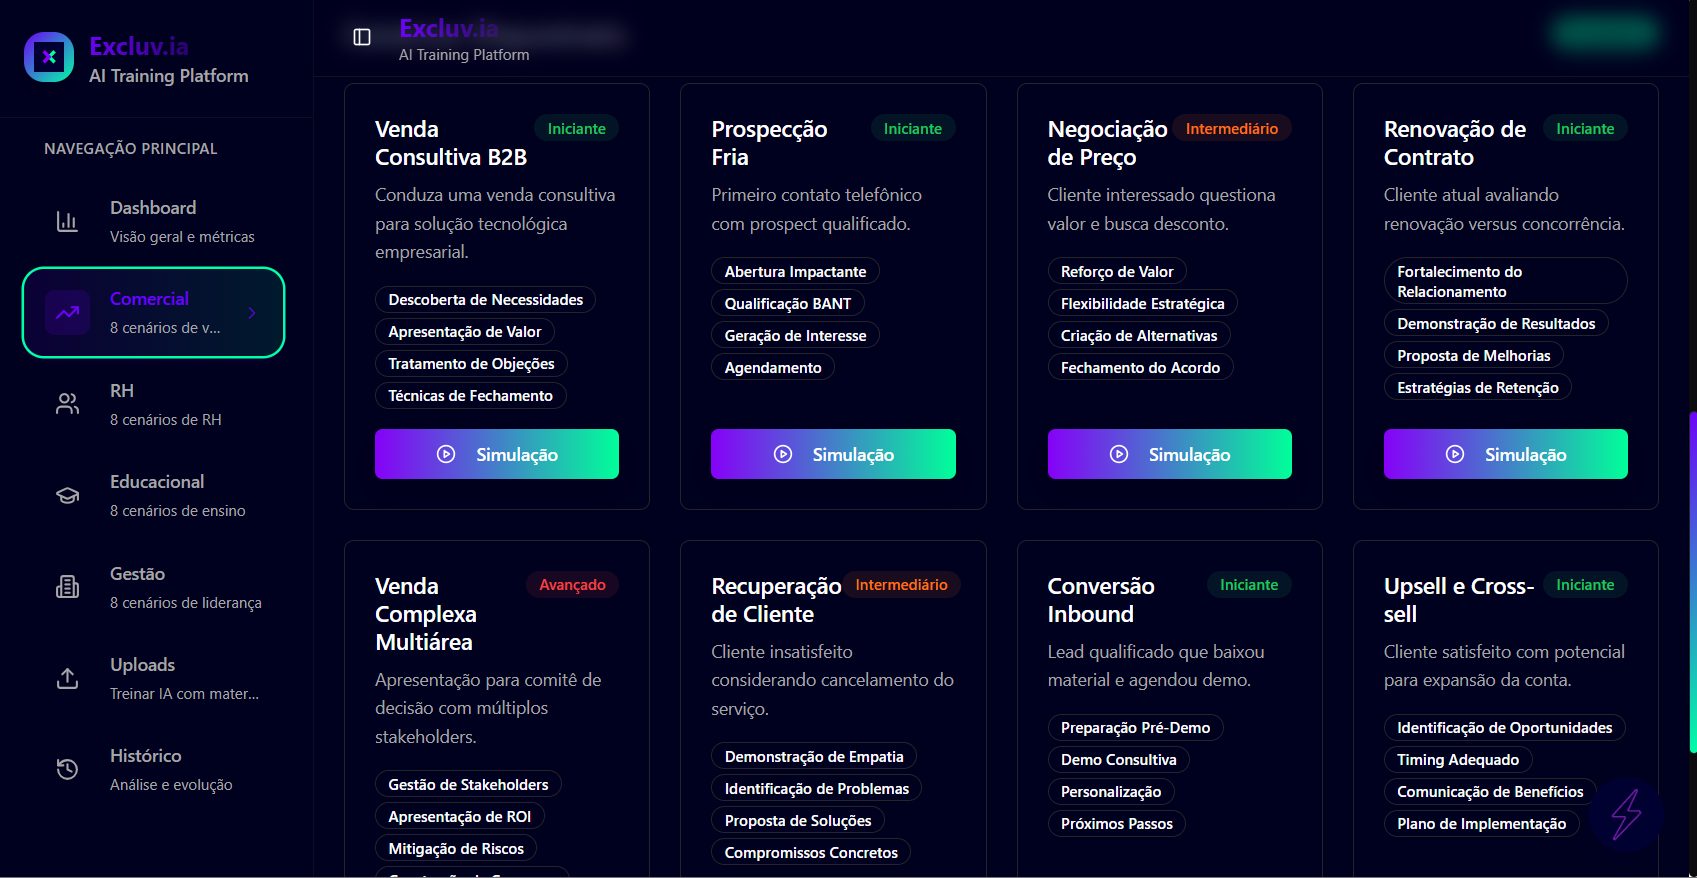 Excluv.ia
AI Training Platform
NAVEGAÇÃO PRINCIPAL
Dashboard
Visão geral e métricas
Comercial
8 cenários de v...
RH
8 cenários de RH
Educacional
8 cenários de ensino
Gestão
8 cenários de liderança
Uploads
Treinar IA com mater...
Histórico
Análise e evolução
Excluv.ia
AI Training Platform
Venda
Consultiva B2B
Iniciante
Conduza uma venda consultiva
para solução tecnológica
empresarial.
Descoberta de Necessidades
Apresentação de Valor
Tratamento de Objeções
Técnicas de Fechamento
Simulação
Prospecção
Fria
Iniciante
Primeiro contato telefônico
com prospect qualificado.
Abertura Impactante
Qualificação BANT
Geração de Interesse
Agendamento
Simulação
Negociação
de Preço
Intermediário
Cliente interessado questiona
valor e busca desconto.
Reforço de Valor
Flexibilidade Estratégica
Criação de Alternativas
Fechamento do Acordo
Simulação
Renovação de
Contrato
Iniciante
Cliente atual avaliando
renovação versus concorrência.
Fortalecimento do
Relacionamento
Demonstração de Resultados
Proposta de Melhorias
Estratégias de Retenção
Simulação
Venda
Complexa
Multiárea
Avançado
Apresentação para comitê de
decisão com múltiplos
stakeholders.
Gestão de Stakeholders
Apresentação de ROI
Mitigação de Riscos
Recuperação
de Cliente
Intermediário
Cliente insatisfeito
considerando cancelamento do
serviço.
Demonstração de Empatia
Identificação de Problemas
Proposta de Soluções
Compromissos Concretos
Conversão
Inbound
Iniciante
Lead qualificado que baixou
material e agendou demo.
Preparação Pré-Demo
Demo Consultiva
Personalização
Próximos Passos
Upsell e Cross-
sell
Iniciante
Cliente satisfeito com potencial
para expansão da conta.
Identificação de Oportunidades
Timing Adequado
Comunicação de Benefícios
Plano de Implementação